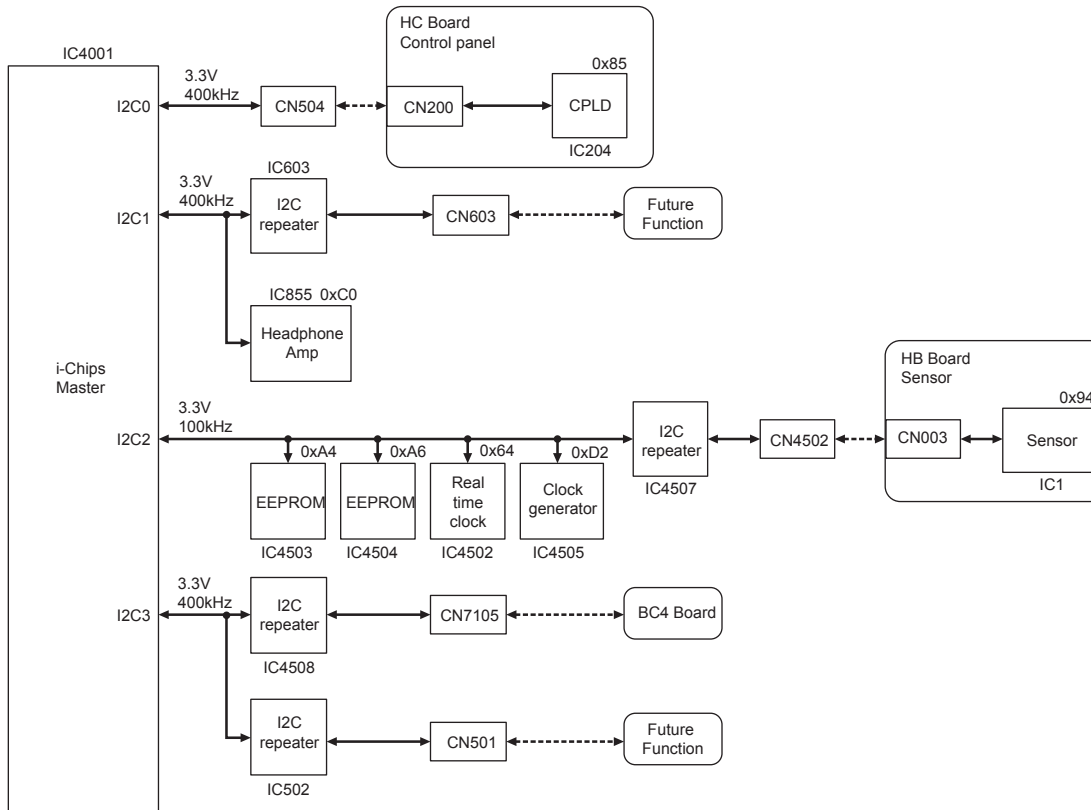 IC4001
HC Board
Control panel
0x85
3.3V
400kHz
I2C0
CN504
CN200
CPLD
IC204
IC603
3.3V
400kHz
I2C1
I2C
repeater
CN603
Future
Function
IC855 0xC0
Headphone
Amp
i-Chips
Master
HB Board
Sensor
0x94
3.3V
100kHz
I2C2
I2C
repeater
IC4507
CN4502
CN003
Sensor
IC1
0xA4
0xA6
0x64
0xD2
EEPROM
EEPROM
Real
time
clock
Clock
generator
IC4503
IC4504
IC4502
IC4505
3.3V
400kHz
I2C3
I2C
repeater
CN7105
BC4 Board
IC4508
I2C
repeater
CN501
Future
Function
IC502